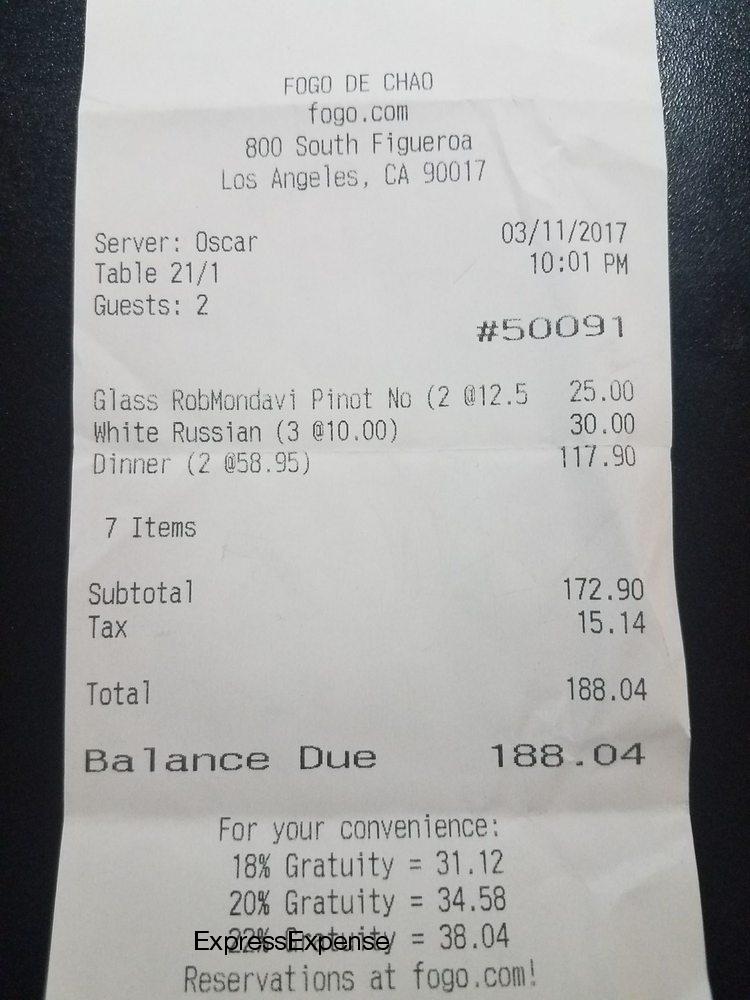 FOGO DE CHAO
fogo.com
800 South Figueroa
Los Angeles, CA 90017
Server: Oscar 03/11/2017
Table 21/1 10:01 PM
Guests: 2
#50091
Glass RobMondavi Pinot No (2 @12.5 25.00
White Russian (3 @10.00) 30.00
Dinner (2 @58.95) 117.90
7 Items
Subtotal 172.90
Tax 15.14
Total 188.04
Balance Due 188.04
For your convenience:
18% Gratuity = 31.12
20% Gratuity = 34.58
22% Gratuity = 38.04
ExpressExpense
Reservations at fogo.com!